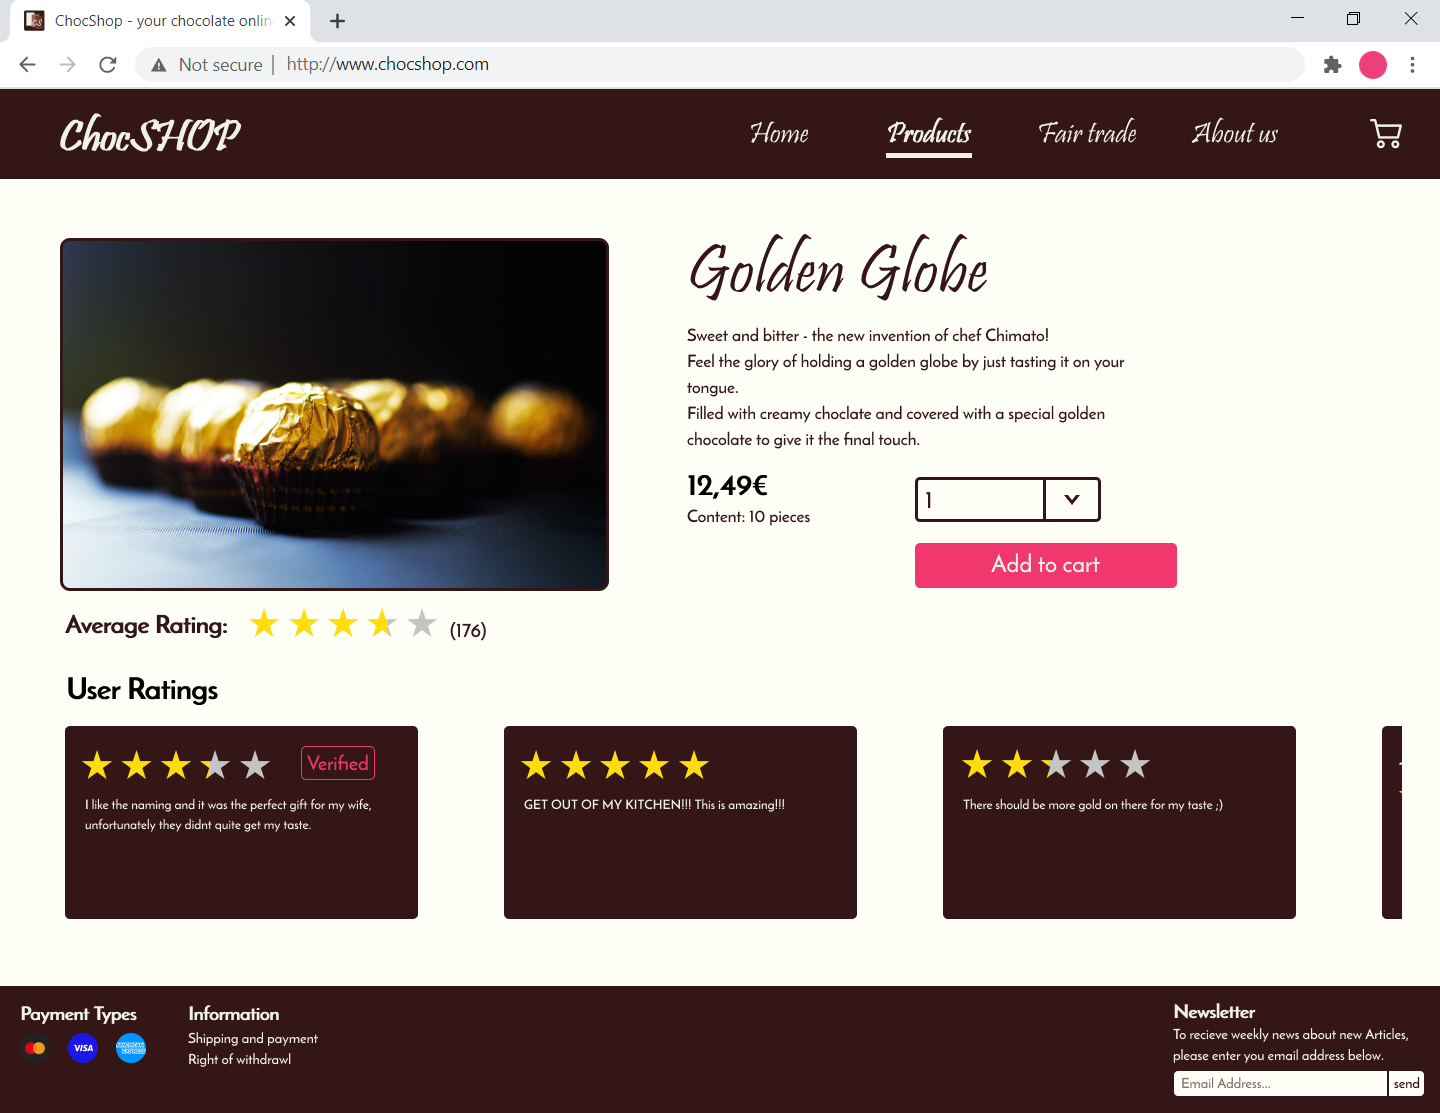 ChocShop - your chocolate onlin
Not secure | http://www.chocshop.com
ChocSHOP
Home
Products
Fair trade
About us
Golden Globe
Sweet and bitter - the new invention of chef Chimato!
Feel the glory of holding a golden globe by just tasting it on your
tongue.
Filled with creamy choclate and covered with a special golden
chocolate to give it the final touch.
12,49€
Content: 10 pieces
1
Add to cart
Average Rating:
(176)
User Ratings
Verified
I like the naming and it was the perfect gift for my wife,
unfortunately they didnt quite get my taste.
GET OUT OF MY KITCHEN!!! This is amazing!!!
There should be more gold on there for my taste ;)
Payment Types
VISA
AMERICAN
EXPRESS
Information
Shipping and payment
Right of withdrawl
Newsletter
To recieve weekly news about new Articles,
please enter you email address below.
Email Address...
send